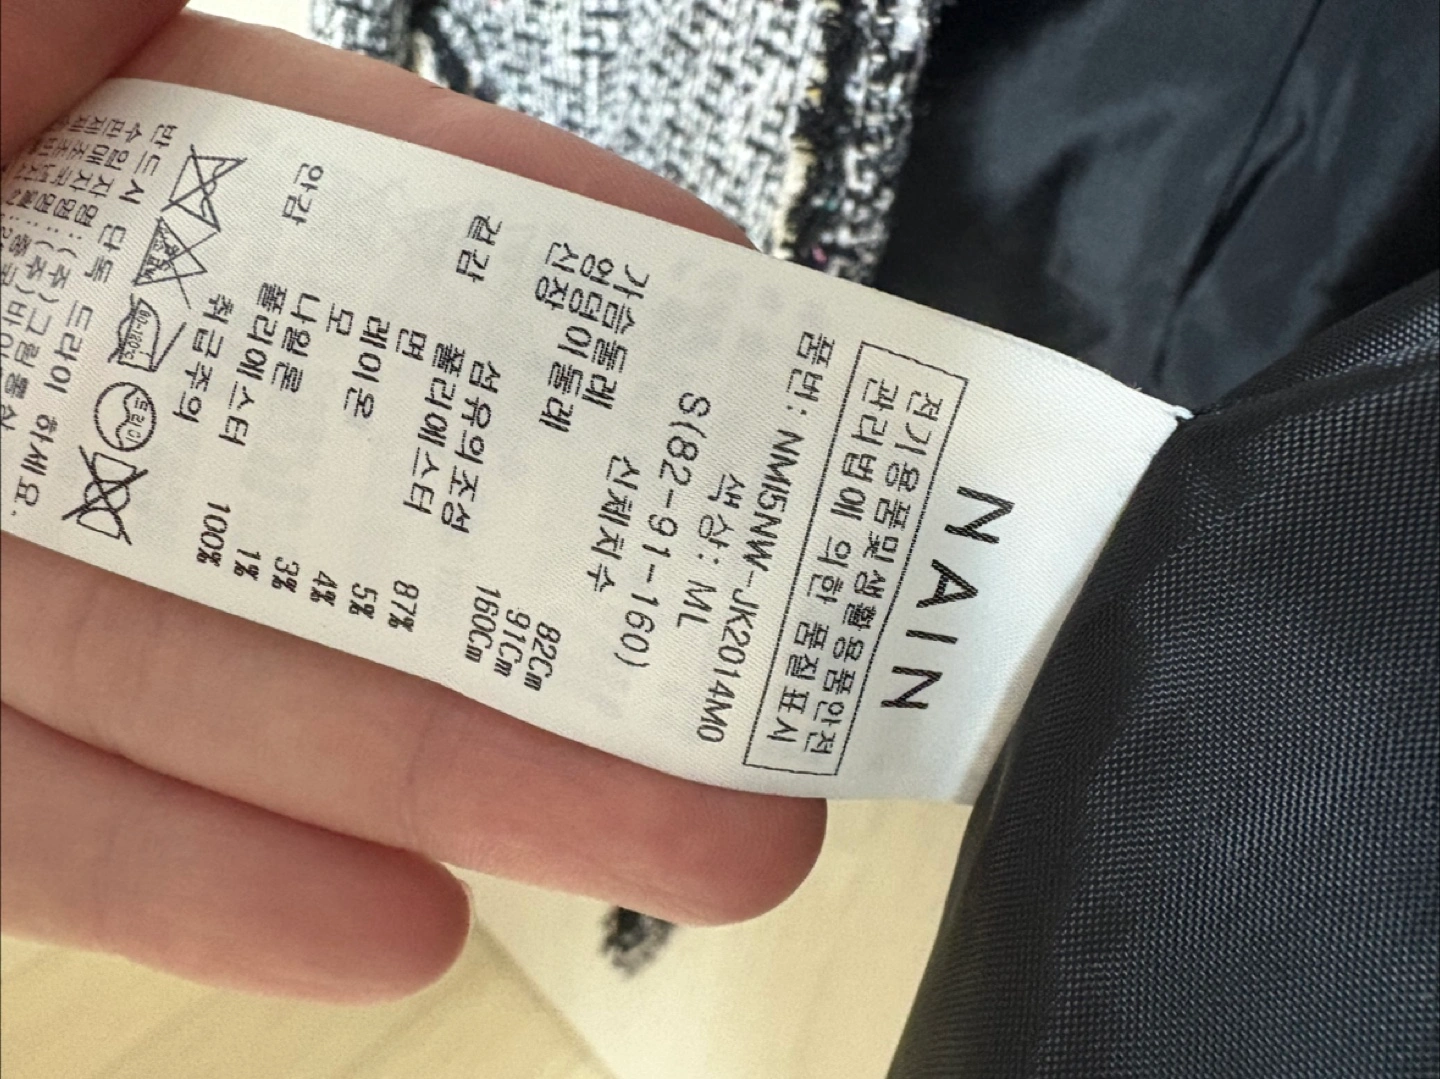 NAIN
전기용품및생활용품안전
관리법에 의한 품질표시
품번: NMI5NW-JK2014M0
색상: ML
S(82-91-160)
신체치수
가슴둘레 82Cm
엉덩이둘레 91Cm
신장 160Cm
섬유의조성
겉감 폴리에스터 87%
면 5%
레이온 4%
모 3%
나일론 1%
안감 폴리에스터 100%
취급주의
80~120℃
드라이
반드시 단독 드라이 하세요.